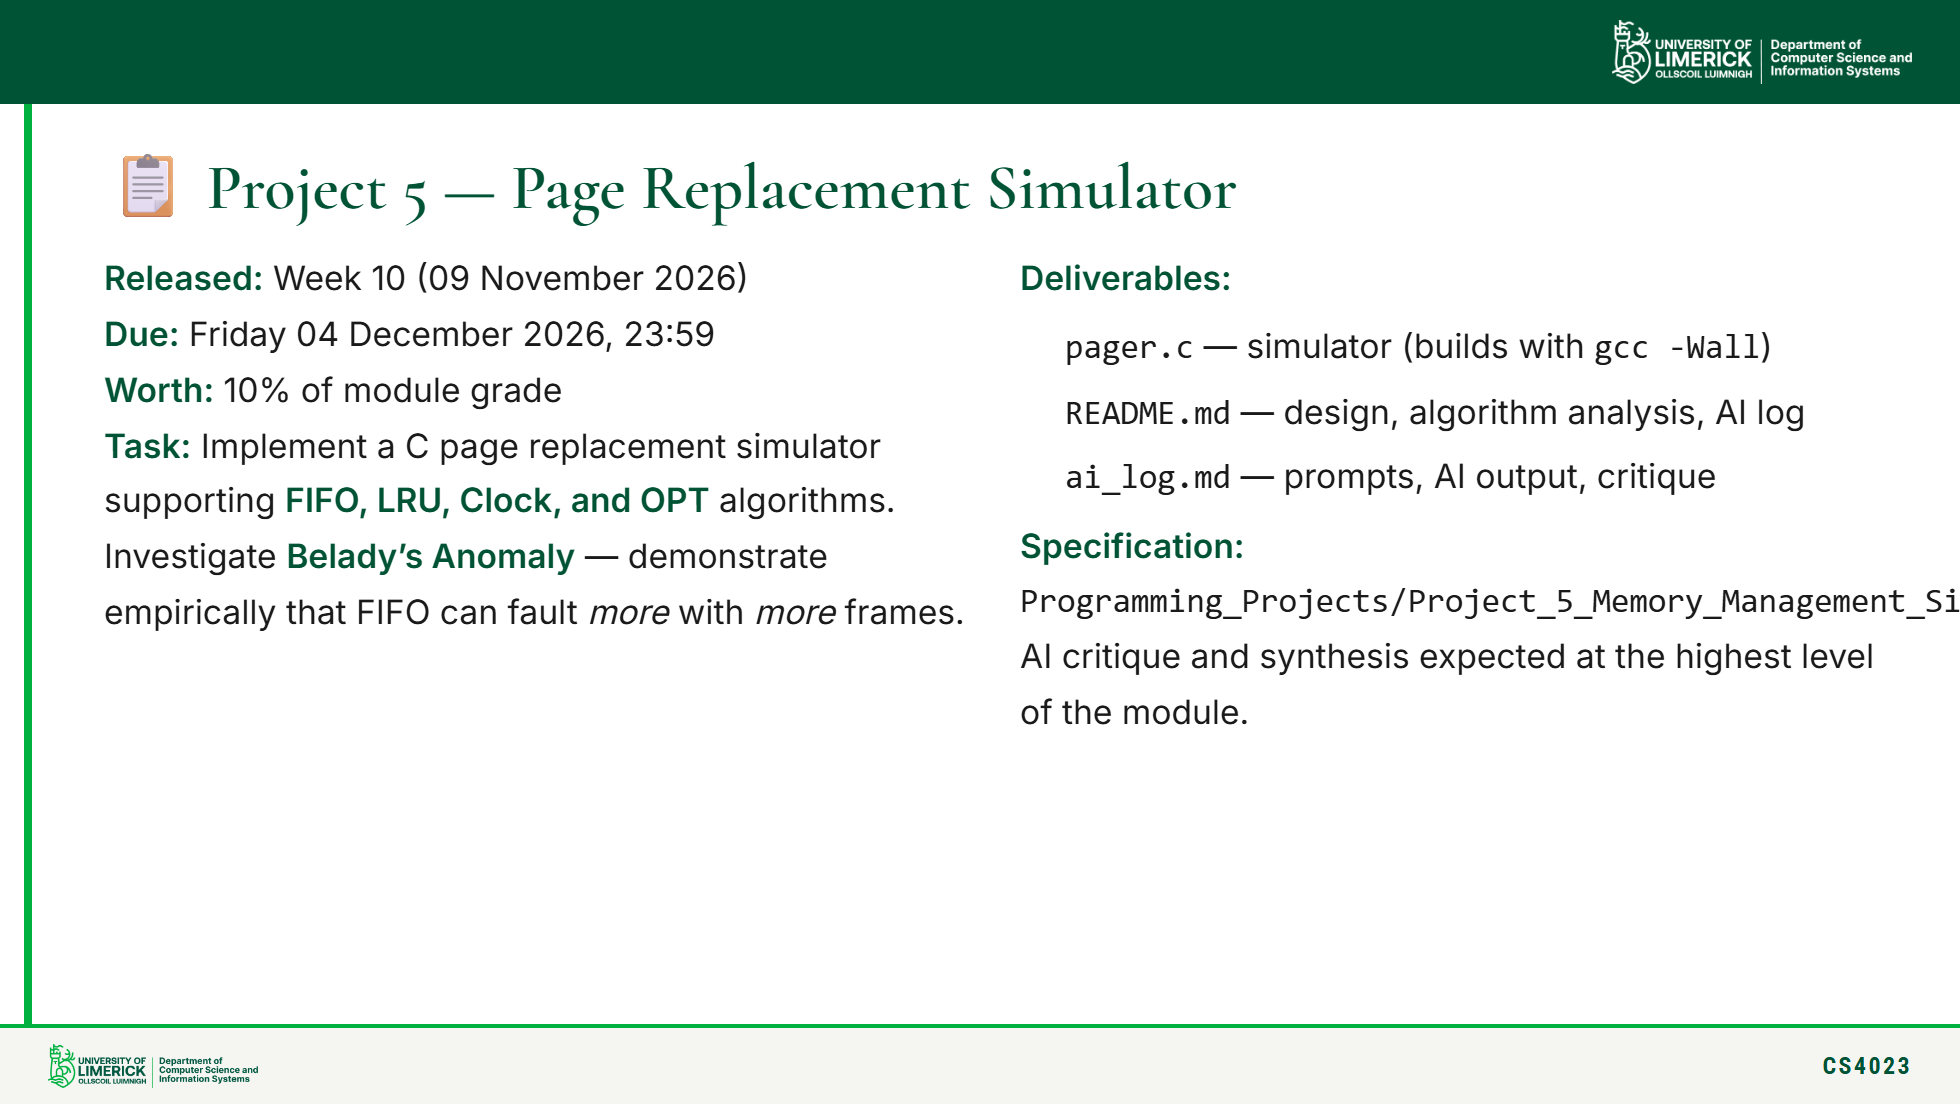 UNIVERSITY OF
LIMERICK
OLLSCOIL LUIMNIGH
Department of
Computer Science and
Information Systems
Project 5 — Page Replacement Simulator
Released: Week 10 (09 November 2026)
Due: Friday 04 December 2026, 23:59
Worth: 10% of module grade
Task: Implement a C page replacement simulator
supporting FIFO, LRU, Clock, and OPT algorithms.
Investigate Belady’s Anomaly — demonstrate
empirically that FIFO can fault more with more frames.
Deliverables:
pager.c — simulator (builds with gcc -Wall)
README.md — design, algorithm analysis, AI log
ai_log.md — prompts, AI output, critique
Specification:
Programming_Projects/Project_5_Memory_Management_Si
AI critique and synthesis expected at the highest level
of the module.
UNIVERSITY OF
LIMERICK
OLLSCOIL LUIMNIGH
Department of
Computer Science and
Information Systems
CS4023